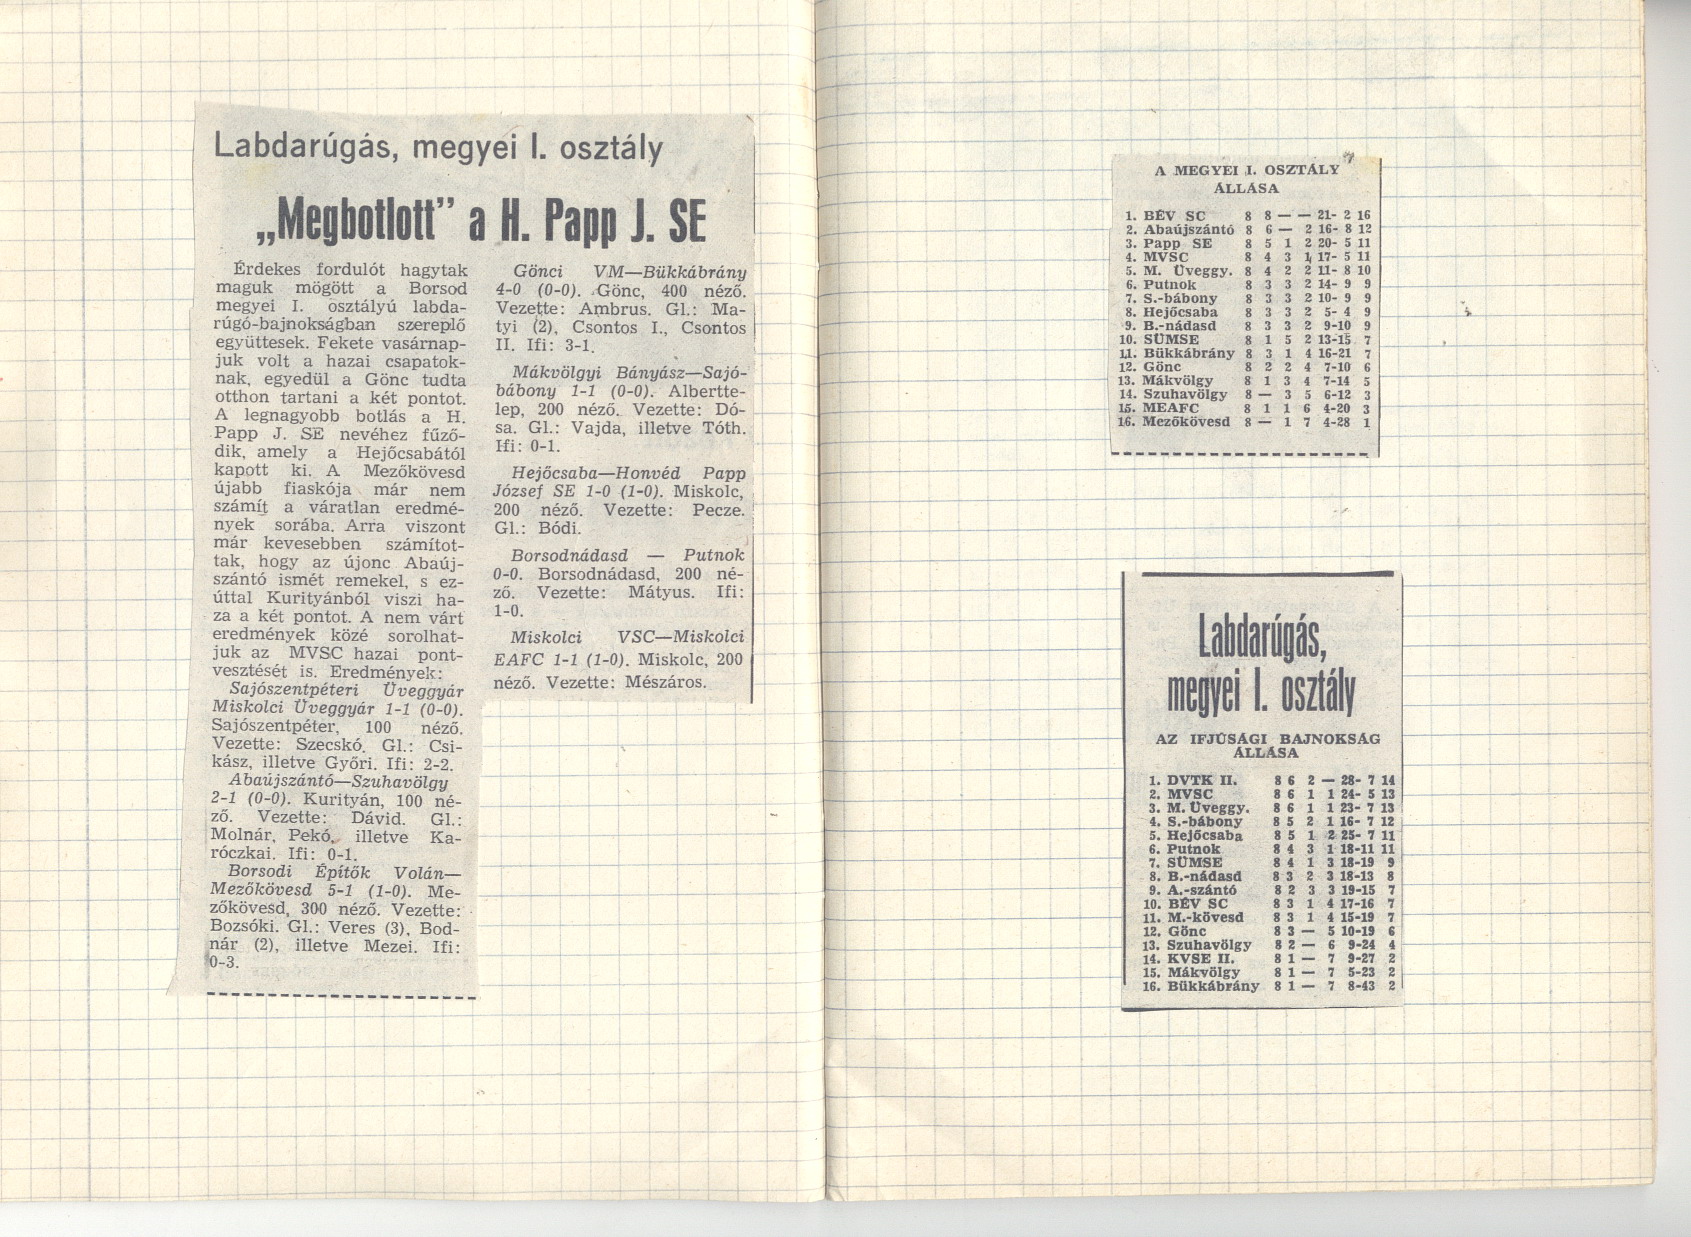 Labdarúgás, megyei I. osztály
„Megbotlott” a H. Papp J. SE
Érdekes fordulót hagytak
maguk mögött a Borsod
megyei I. osztályú labda-
rúgó-bajnokságban szereplő
együttesek. Fekete vasárnap-
juk volt a hazai csapatok-
nak, egyedül a Gönc tudta
otthon tartani a két pontot.
A legnagyobb botlás a H.
Papp J. SE nevéhez fűző-
dik, amely a Hejőcsabától
kapott ki. A Mezőkövesd
újabb fiaskója már nem
számít a váratlan eredmé-
nyek sorába. Arra viszont
már kevesebben számítot-
tak, hogy az újonc Abaúj-
szántó ismét remekel, s ez-
úttal Kurityánból viszi ha-
za a két pontot. A nem várt
eredmények közé sorolhat-
juk az MVSC hazai pont-
vesztését is. Eredmények:
Sajószentpéteri Üveggyár
Miskolci Üveggyár 1-1 (0-0).
Sajószentpéter, 100 néző.
Vezette: Szecskó. Gl.: Csi-
kász, illetve Győri. Ifi: 2-2.
Abaújszántó—Szuhavölgy
2-1 (0-0). Kurityán, 100 né-
ző. Vezette: Dávid. Gl.:
Molnár, Pekó, illetve Ka-
róczkai. Ifi: 0-1.
Borsodi Építők Volán—
Mezőkövesd 5-1 (1-0). Me-
zőkövesd, 300 néző. Vezette:
Bozsóki. Gl.: Veres (3), Bod-
nár (2), illetve Mezei. Ifi:
0-3.
Gönci VM—Bükkábrány
4-0 (0-0). Gönc, 400 néző.
Vezette: Ambrus. Gl.: Ma-
tyi (2), Csontos I., Csontos
II. Ifi: 3-1.
Mákvölgyi Bányász—Sajó-
bábony 1-1 (0-0). Albertte-
lep, 200 néző. Vezette: Dó-
sa. Gl.: Vajda, illetve Tóth.
Ifi: 0-1.
Hejőcsaba—Honvéd Papp
József SE 1-0 (1-0). Miskolc,
200 néző. Vezette: Pecze.
Gl.: Bódi.
Borsodnádasd — Putnok
0-0. Borsodnádasd, 200 né-
ző. Vezette: Mátyus. Ifi:
1-0.
Miskolci VSC—Miskolci
EAFC 1-1 (1-0). Miskolc, 200
néző. Vezette: Mészáros.
A MEGYEI I. OSZTÁLY
ÁLLÁSA
1. BÉV SC 8 8 — — 21- 2 16
2. Abaújszántó 8 6 — 2 16- 8 12
3. Papp SE 8 5 1 2 20- 5 11
4. MVSC 8 4 3 1 17- 5 11
5. M. Üveggy. 8 4 2 2 11- 8 10
6. Putnok 8 3 3 2 14- 9 9
7. S.-bábony 8 3 3 2 10- 9 9
8. Hejőcsaba 8 3 3 2 5- 4 9
9. B.-nádasd 8 3 3 2 9-10 9
10. SÜMSE 8 1 5 2 13-15 7
11. Bükkábrány 8 3 1 4 16-21 7
12. Gönc 8 2 2 4 7-10 6
13. Mákvölgy 8 1 3 4 7-14 5
14. Szuhavölgy 8 — 3 5 6-12 3
15. MEAFC 8 1 1 6 4-20 3
16. Mezőkövesd 8 — 1 7 4-28 1
Labdarúgás,
megyei I. osztály
AZ IFJÚSÁGI BAJNOKSÁG
ÁLLÁSA
1. DVTK II. 8 6 2 — 28- 7 14
2. MVSC 8 6 1 1 24- 5 13
3. M. Üveggy. 8 6 1 1 23- 7 13
4. S.-bábony 8 5 2 1 16- 7 12
5. Hejőcsaba 8 5 1 2 25- 7 11
6. Putnok 8 4 3 1 18-11 11
7. SÜMSE 8 4 1 3 18-19 9
8. B.-nádasd 8 3 2 3 18-13 8
9. A.-szántó 8 2 3 3 19-15 7
10. BÉV SC 8 3 1 4 17-16 7
11. M.-kövesd 8 3 1 4 15-19 7
12. Gönc 8 3 — 5 10-19 6
13. Szuhavölgy 8 2 — 6 9-24 4
14. KVSE II. 8 1 — 7 9-27 2
15. Mákvölgy 8 1 — 7 5-23 2
16. Bükkábrány 8 1 — 7 8-43 2